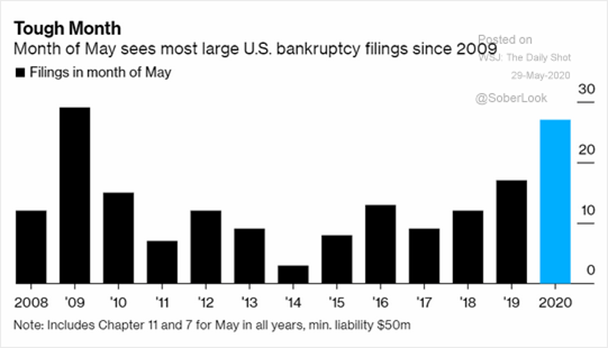 Tough Month
Month of May sees most large U.S. bankruptcy filings since 2009
Posted on
WSJ: The Daily Shot
29-May-2020
@SoberLook
Filings in month of May
30
20
10
0
2008 '09 '10 '11 '12 '13 '14 '15 '16 '17 '18 '19 2020
Note: Includes Chapter 11 and 7 for May in all years, min. liability $50m